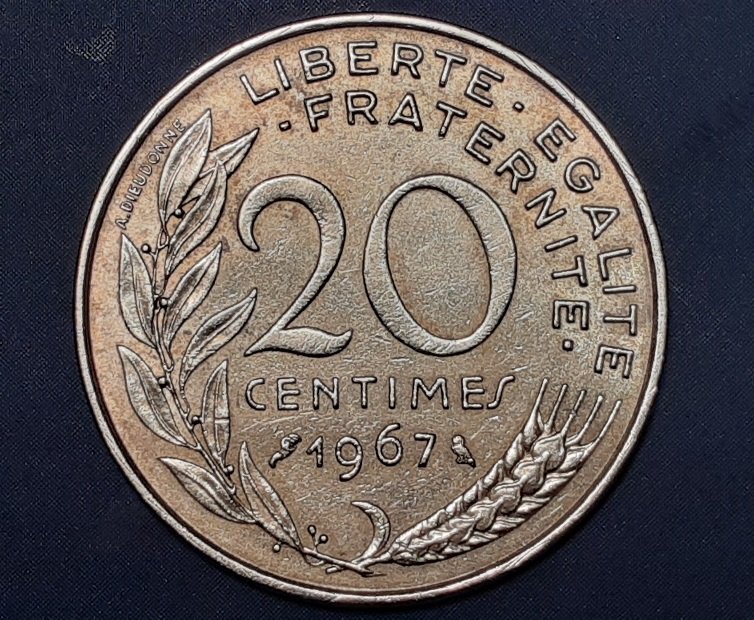 LIBERTE · EGALITE
· FRATERNITE ·
A.DIEUDONNE
20
CENTIMES
1967